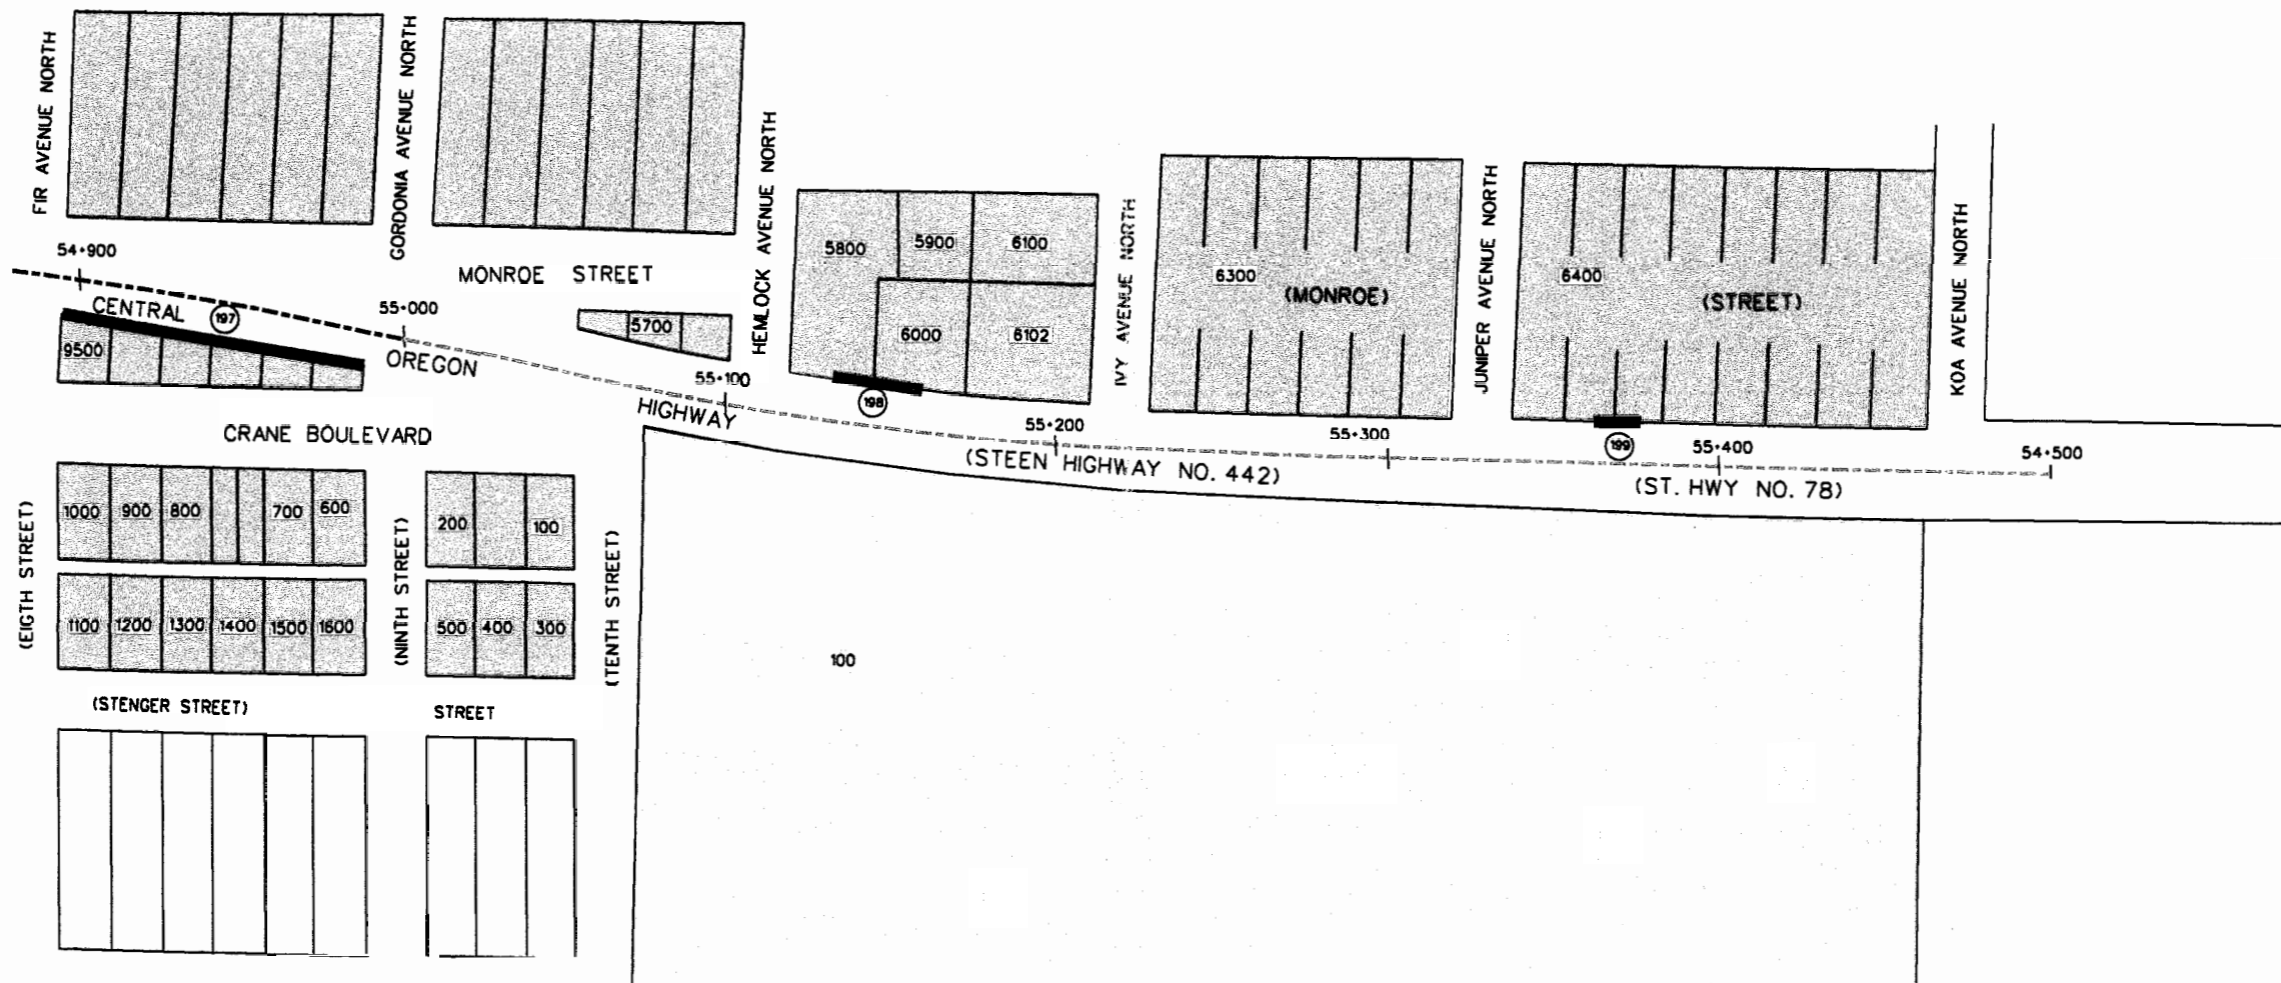 FIR AVENUE NORTH
GORDONIA AVENUE NORTH
HEMLOCK AVENUE NORTH
IVY AVENUE NORTH
JUNIPER AVENUE NORTH
KOA AVENUE NORTH
54+900
MONROE STREET
5800
5900
6100
6300
(MONROE)
6400
(STREET)
CENTRAL
197
55+000
5700
6000
6102
9500
OREGON
55+100
198
HIGHWAY
55+200
55+300
199
55+400
54+500
CRANE BOULEVARD
(STEEN HIGHWAY NO. 442)
(ST. HWY NO. 78)
(EIGTH STREET)
1000
900
800
700
600
(NINTH STREET)
200
100
(TENTH STREET)
1100
1200
1300
1400
1500
1600
500
400
300
100
(STENGER STREET)
STREET